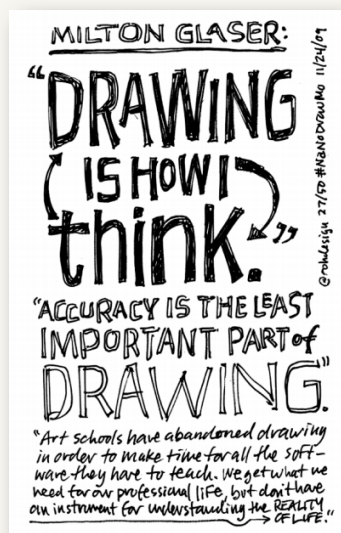 MILTON GLASER:
"DRAWING
IS HOW I
think."
"ACCURACY IS THE LEAST
IMPORTANT PART of
DRAWING."
"Art schools have abandoned drawing
in order to make time for all the soft-
ware they have to teach. We get what we
need for our professional life, but don't have
an instrument for understanding the REALITY
OF LIFE."
@rohdesign 27/50 #NaNoDrawMo 11/24/09